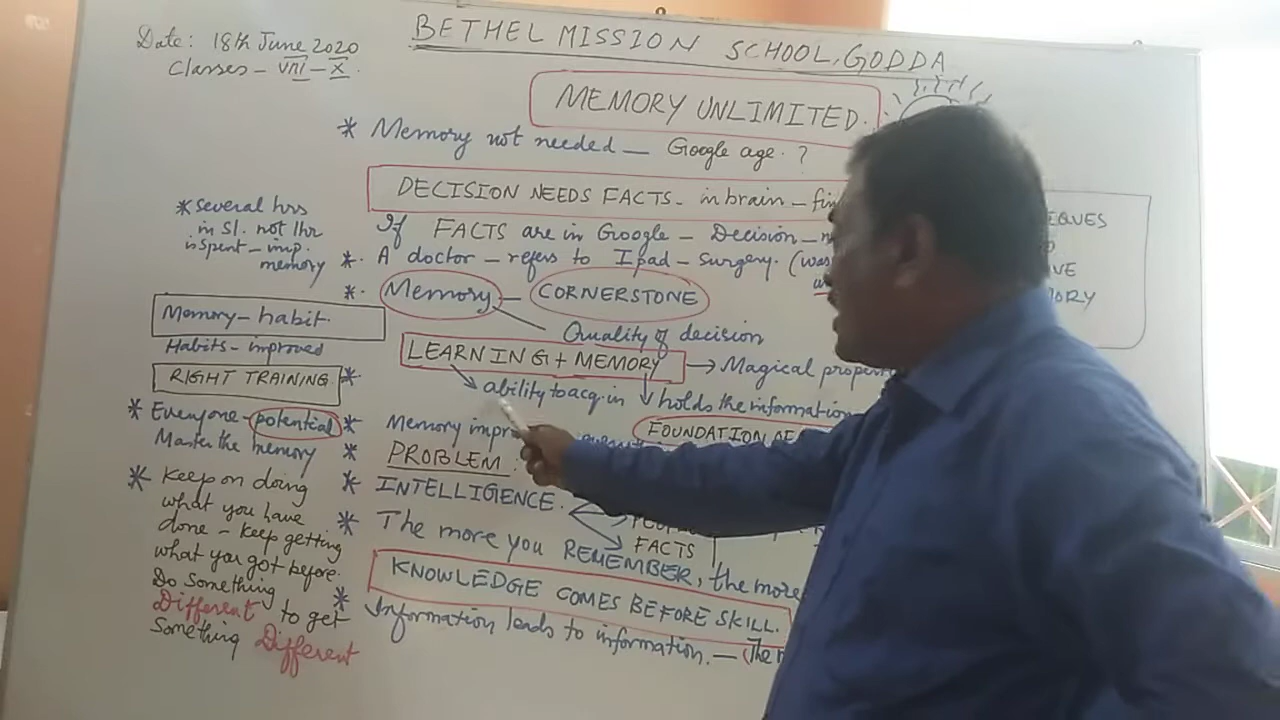 BETHEL MISSION SCHOOL, GODDA
Date: 18th June 2020
Classes - VIII - X.
MEMORY UNLIMITED.
* Memory not needed - Google age. ?
DECISION NEEDS FACTS - in brain -
If FACTS are in Google - Decision -
*. A doctor - refers to Ipad - surgery. (was
*. Memory - CORNERSTONE
Quality of decision
LEARNING + MEMORY → Magical
ability to acq. in
holds the information
* Memory
FOUNDATION OF
* PROBLEM.
* INTELLIGENCE.
FACTS
* The more you REMEMBER, the more
KNOWLEDGE COMES BEFORE SKILL.
* Information leads to information. - (The
* several hrs
in Sl. not 1hr
is spent - imp.
memory
Memory - habit.
Habits - improved
RIGHT TRAINING *
* Everyone - potential
Master the memory
* Keep on doing
what you have
done - keep getting
what you got before.
Do Something
Different to get
Something Different